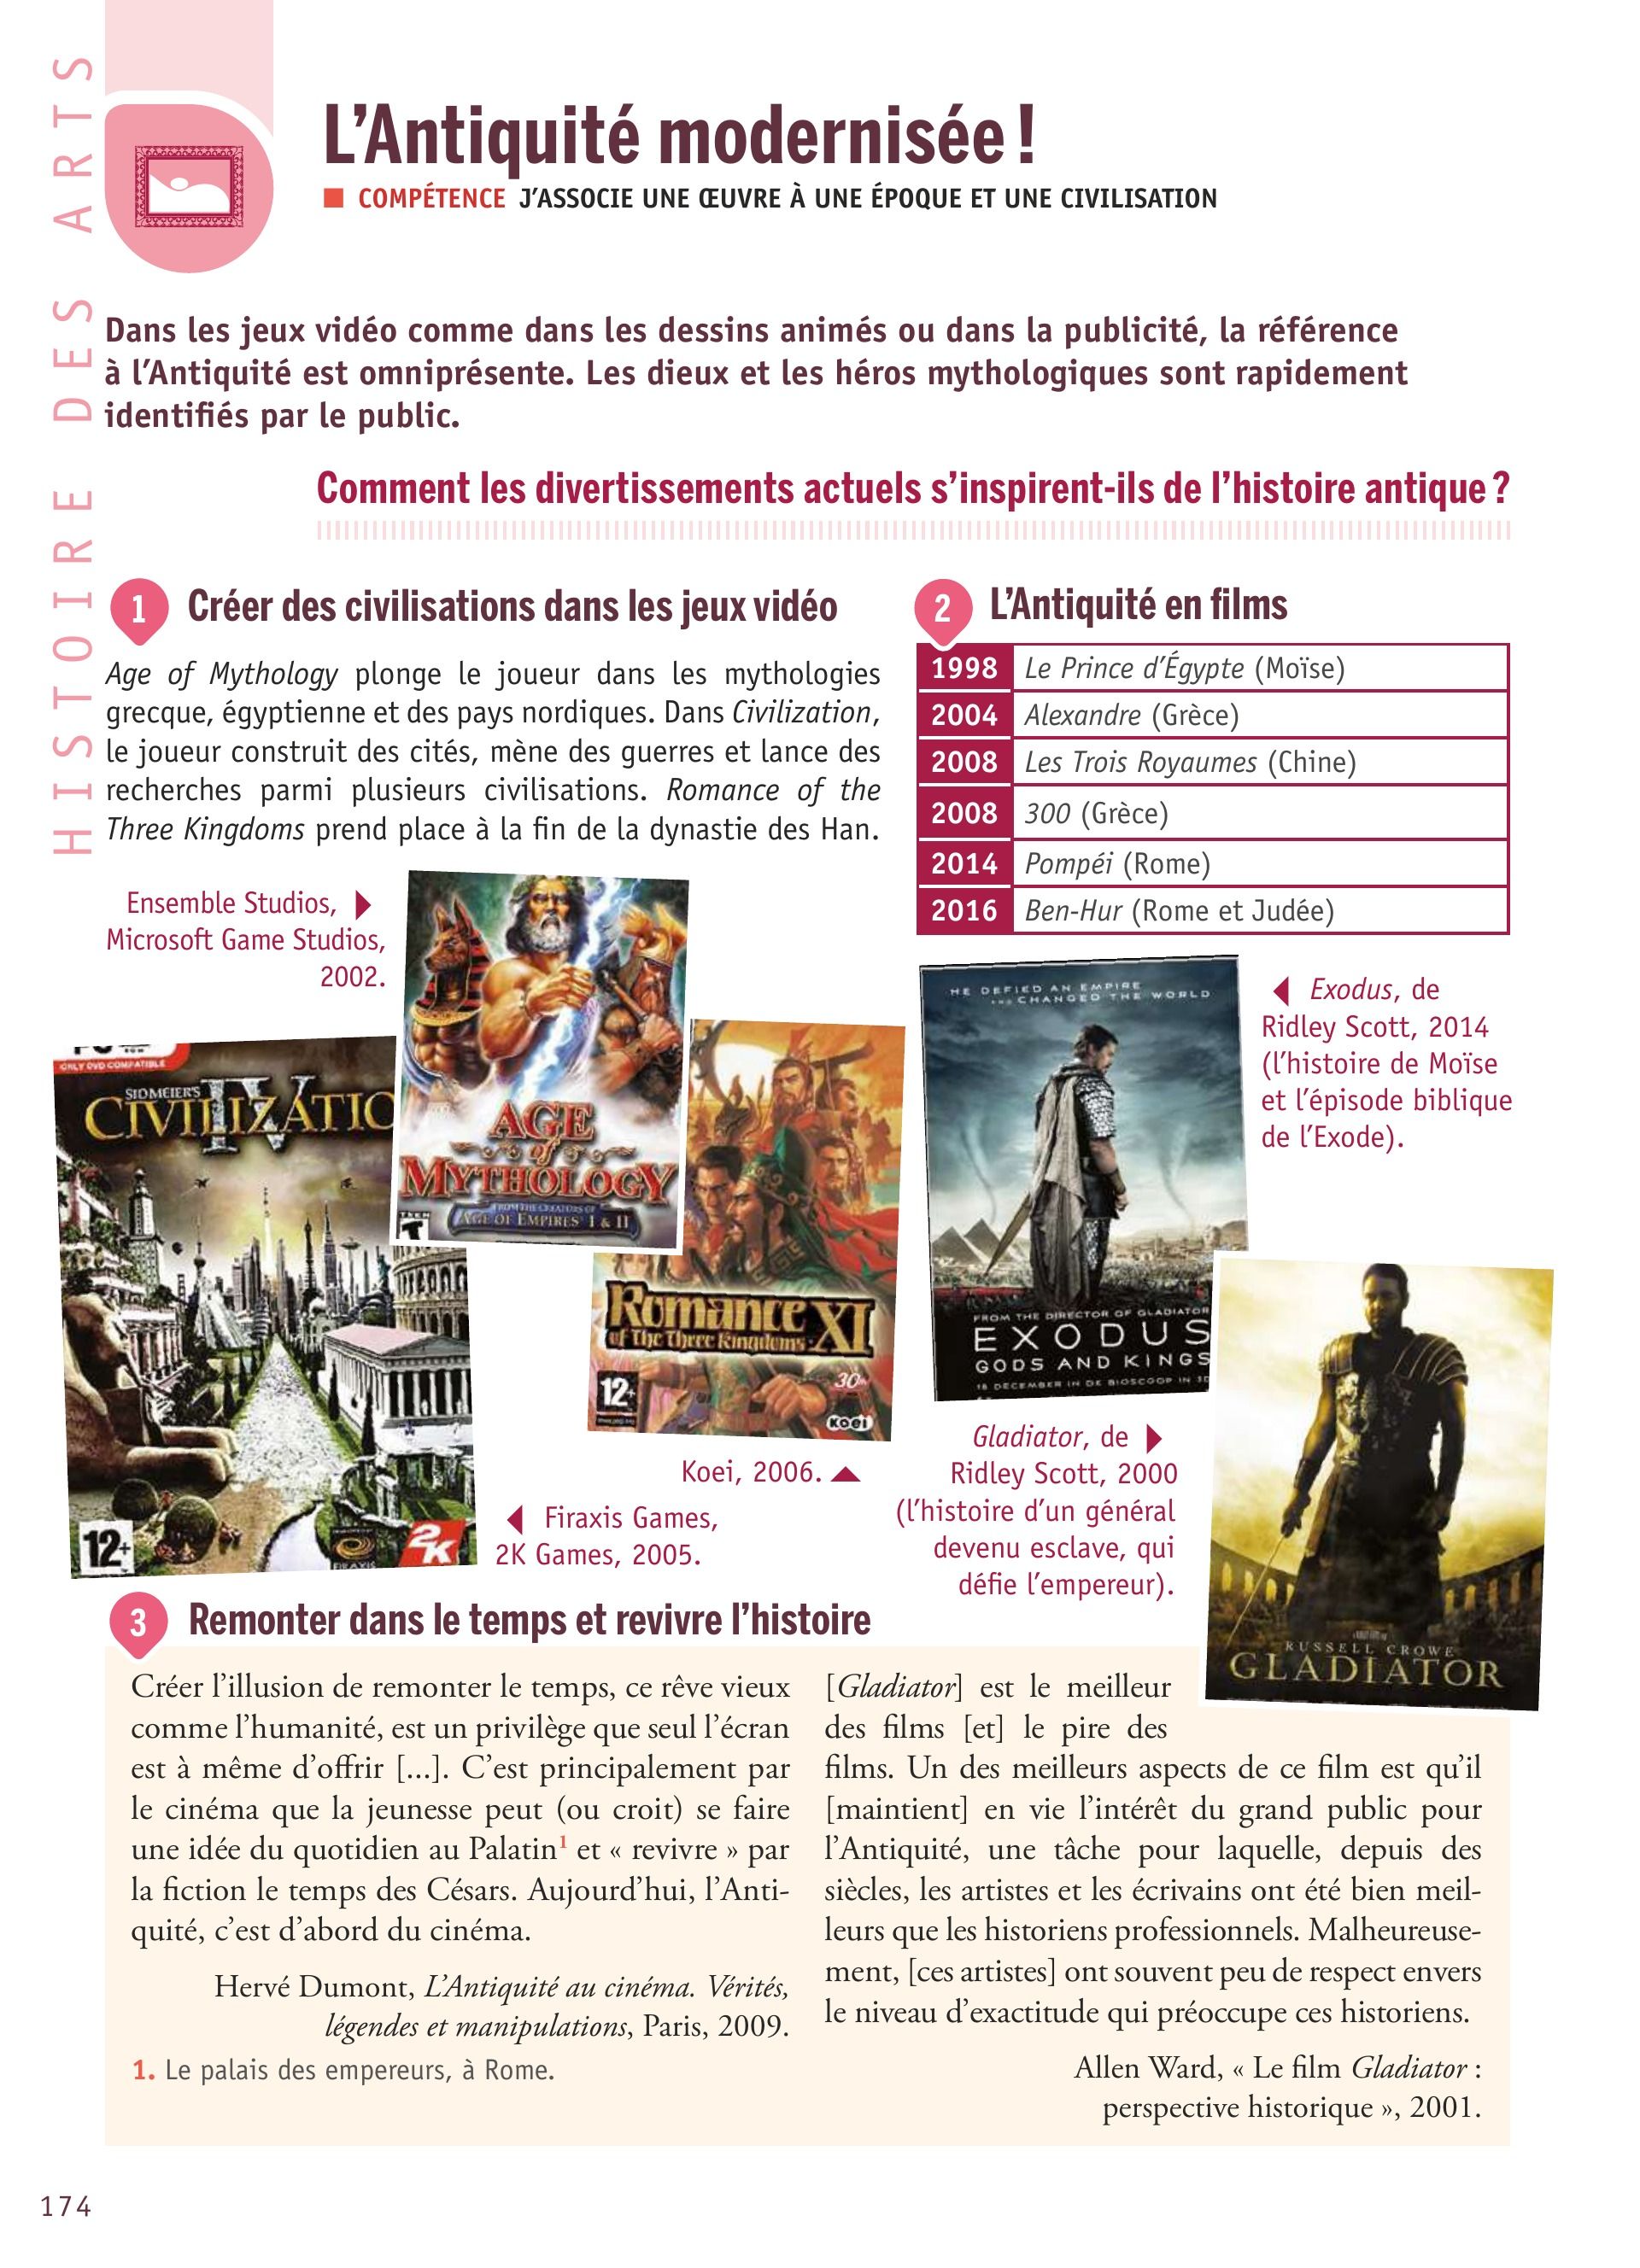 HISTOIRE DES ARTS
L'Antiquité modernisée !
COMPÉTENCE J'ASSOCIE UNE ŒUVRE À UNE ÉPOQUE ET UNE CIVILISATION
Dans les jeux vidéo comme dans les dessins animés ou dans la publicité, la référence
à l'Antiquité est omniprésente. Les dieux et les héros mythologiques sont rapidement
identifiés par le public.
Comment les divertissements actuels s'inspirent-ils de l'histoire antique ?
1 Créer des civilisations dans les jeux vidéo
Age of Mythology plonge le joueur dans les mythologies
grecque, égyptienne et des pays nordiques. Dans Civilization,
le joueur construit des cités, mène des guerres et lance des
recherches parmi plusieurs civilisations. Romance of the
Three Kingdoms prend place à la fin de la dynastie des Han.
Ensemble Studios,
Microsoft Game Studios,
2002.
ONLY DVD COMPATIBLE
SID MEIER'S
CIVILIZATIO
IV
12+
2K
AGE
of
MYTHOLOGY
FROM THE CREATORS OF
AGE OF EMPIRES I & II
T
Romance XI
of The Three Kingdoms
12+
30
KOEI
Koei, 2006.
Firaxis Games,
2K Games, 2005.
2 L'Antiquité en films
1998 Le Prince d'Égypte (Moïse)
2004 Alexandre (Grèce)
2008 Les Trois Royaumes (Chine)
2008 300 (Grèce)
2014 Pompéi (Rome)
2016 Ben-Hur (Rome et Judée)
HE DEFIED AN EMPIRE
AND CHANGED THE WORLD
FROM THE DIRECTOR OF GLADIATOR
EXODUS
GODS AND KINGS
DECEMBER IN DE BIOSCOOP IN 3D
Exodus, de
Ridley Scott, 2014
(l'histoire de Moïse
et l'épisode biblique
de l'Exode).
Gladiator, de
Ridley Scott, 2000
(l'histoire d'un général
devenu esclave, qui
défie l'empereur).
RUSSELL CROWE
GLADIATOR
3 Remonter dans le temps et revivre l'histoire
Créer l'illusion de remonter le temps, ce rêve vieux
comme l'humanité, est un privilège que seul l'écran
est à même d'offrir [...]. C'est principalement par
le cinéma que la jeunesse peut (ou croit) se faire
une idée du quotidien au Palatin1 et « revivre » par
la fiction le temps des Césars. Aujourd'hui, l'Anti-
quité, c'est d'abord du cinéma.
Hervé Dumont, L'Antiquité au cinéma. Vérités,
légendes et manipulations, Paris, 2009.
1. Le palais des empereurs, à Rome.
[Gladiator] est le meilleur
des films [et] le pire des
films. Un des meilleurs aspects de ce film est qu'il
[maintient] en vie l'intérêt du grand public pour
l'Antiquité, une tâche pour laquelle, depuis des
siècles, les artistes et les écrivains ont été bien meil-
leurs que les historiens professionnels. Malheureuse-
ment, [ces artistes] ont souvent peu de respect envers
le niveau d'exactitude qui préoccupe ces historiens.
Allen Ward, « Le film Gladiator :
perspective historique », 2001.
174